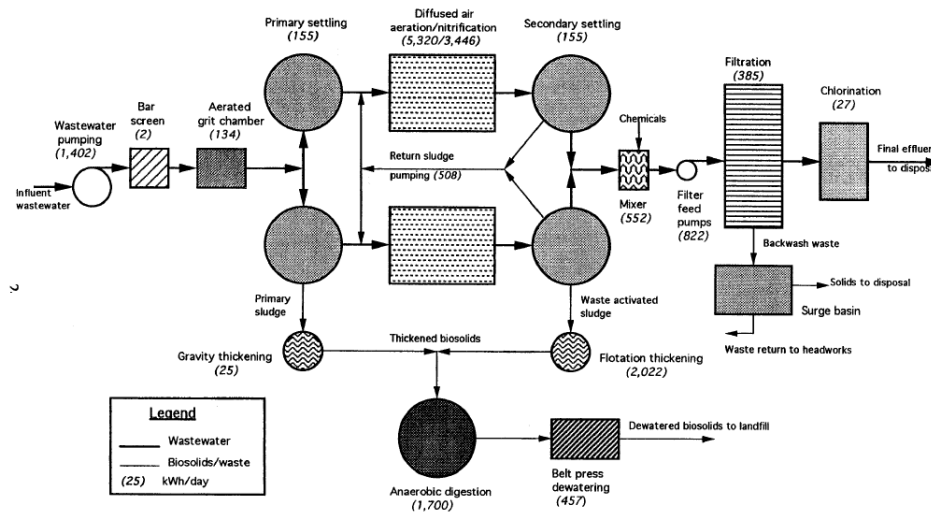 Primary settling
(155)
Diffused air
aeration/nitrification
(5,320/3,446)
Secondary settling
(155)
Filtration
(385)
Chlorination
(27)
Wastewater
pumping
(1,402)
Bar
screen
(2)
Aerated
grit chamber
(134)
Chemicals
Final effluent
to disposa
Influent
wastewater
Return sludge
pumping (508)
Mixer
(552)
Filter
feed
pumps
(822)
Backwash waste
Solids to disposal
Surge basin
Waste return to headworks
Primary
sludge
Waste activated
sludge
Thickened biosolids
Gravity thickening
(25)
Flotation thickening
(2,022)
Legend
Wastewater
Biosolids/waste
(25) kWh/day
Dewatered biosolids to landfill
Anaerobic digestion
(1,700)
Belt press
dewatering
(457)